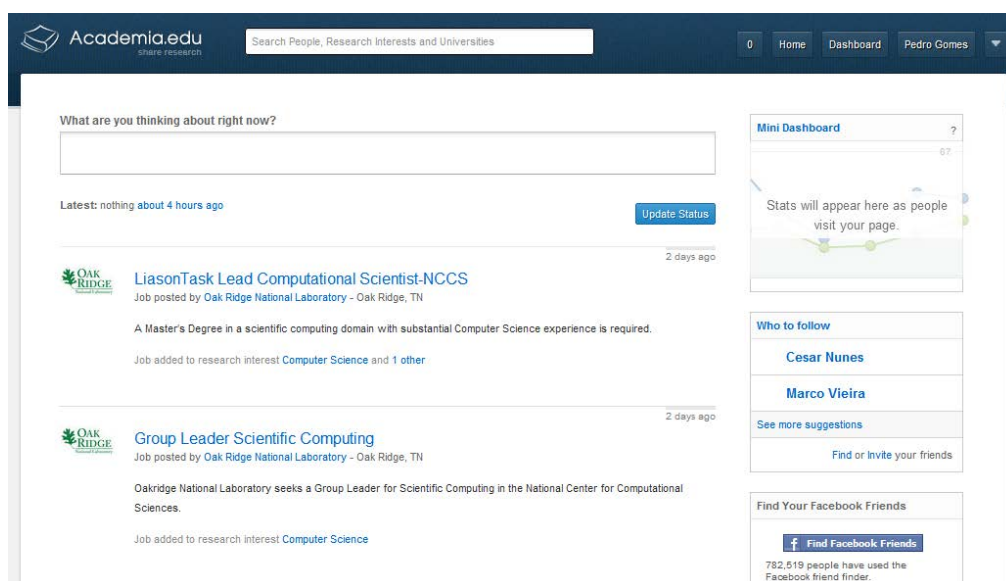 Academia.edu
share research
Search People, Research Interests and Universities
0 Home Dashboard Pedro Gomes
What are you thinking about right now?
Latest: nothing about 4 hours ago
Update Status
2 days ago
OAK
RIDGE
National Laboratory
LiasonTask Lead Computational Scientist-NCCS
Job posted by Oak Ridge National Laboratory - Oak Ridge, TN
A Master's Degree in a scientific computing domain with substantial Computer Science experience is required.
Job added to research interest Computer Science and 1 other
2 days ago
OAK
RIDGE
National Laboratory
Group Leader Scientific Computing
Job posted by Oak Ridge National Laboratory - Oak Ridge, TN
Oakridge National Laboratory seeks a Group Leader for Scientific Computing in the National Center for Computational
Sciences.
Job added to research interest Computer Science
Mini Dashboard ?
67
Stats will appear here as people
visit your page.
Who to follow
Cesar Nunes
Marco Vieira
See more suggestions
Find or Invite your friends
Find Your Facebook Friends
f Find Facebook Friends
782,519 people have used the
Facebook friend finder.